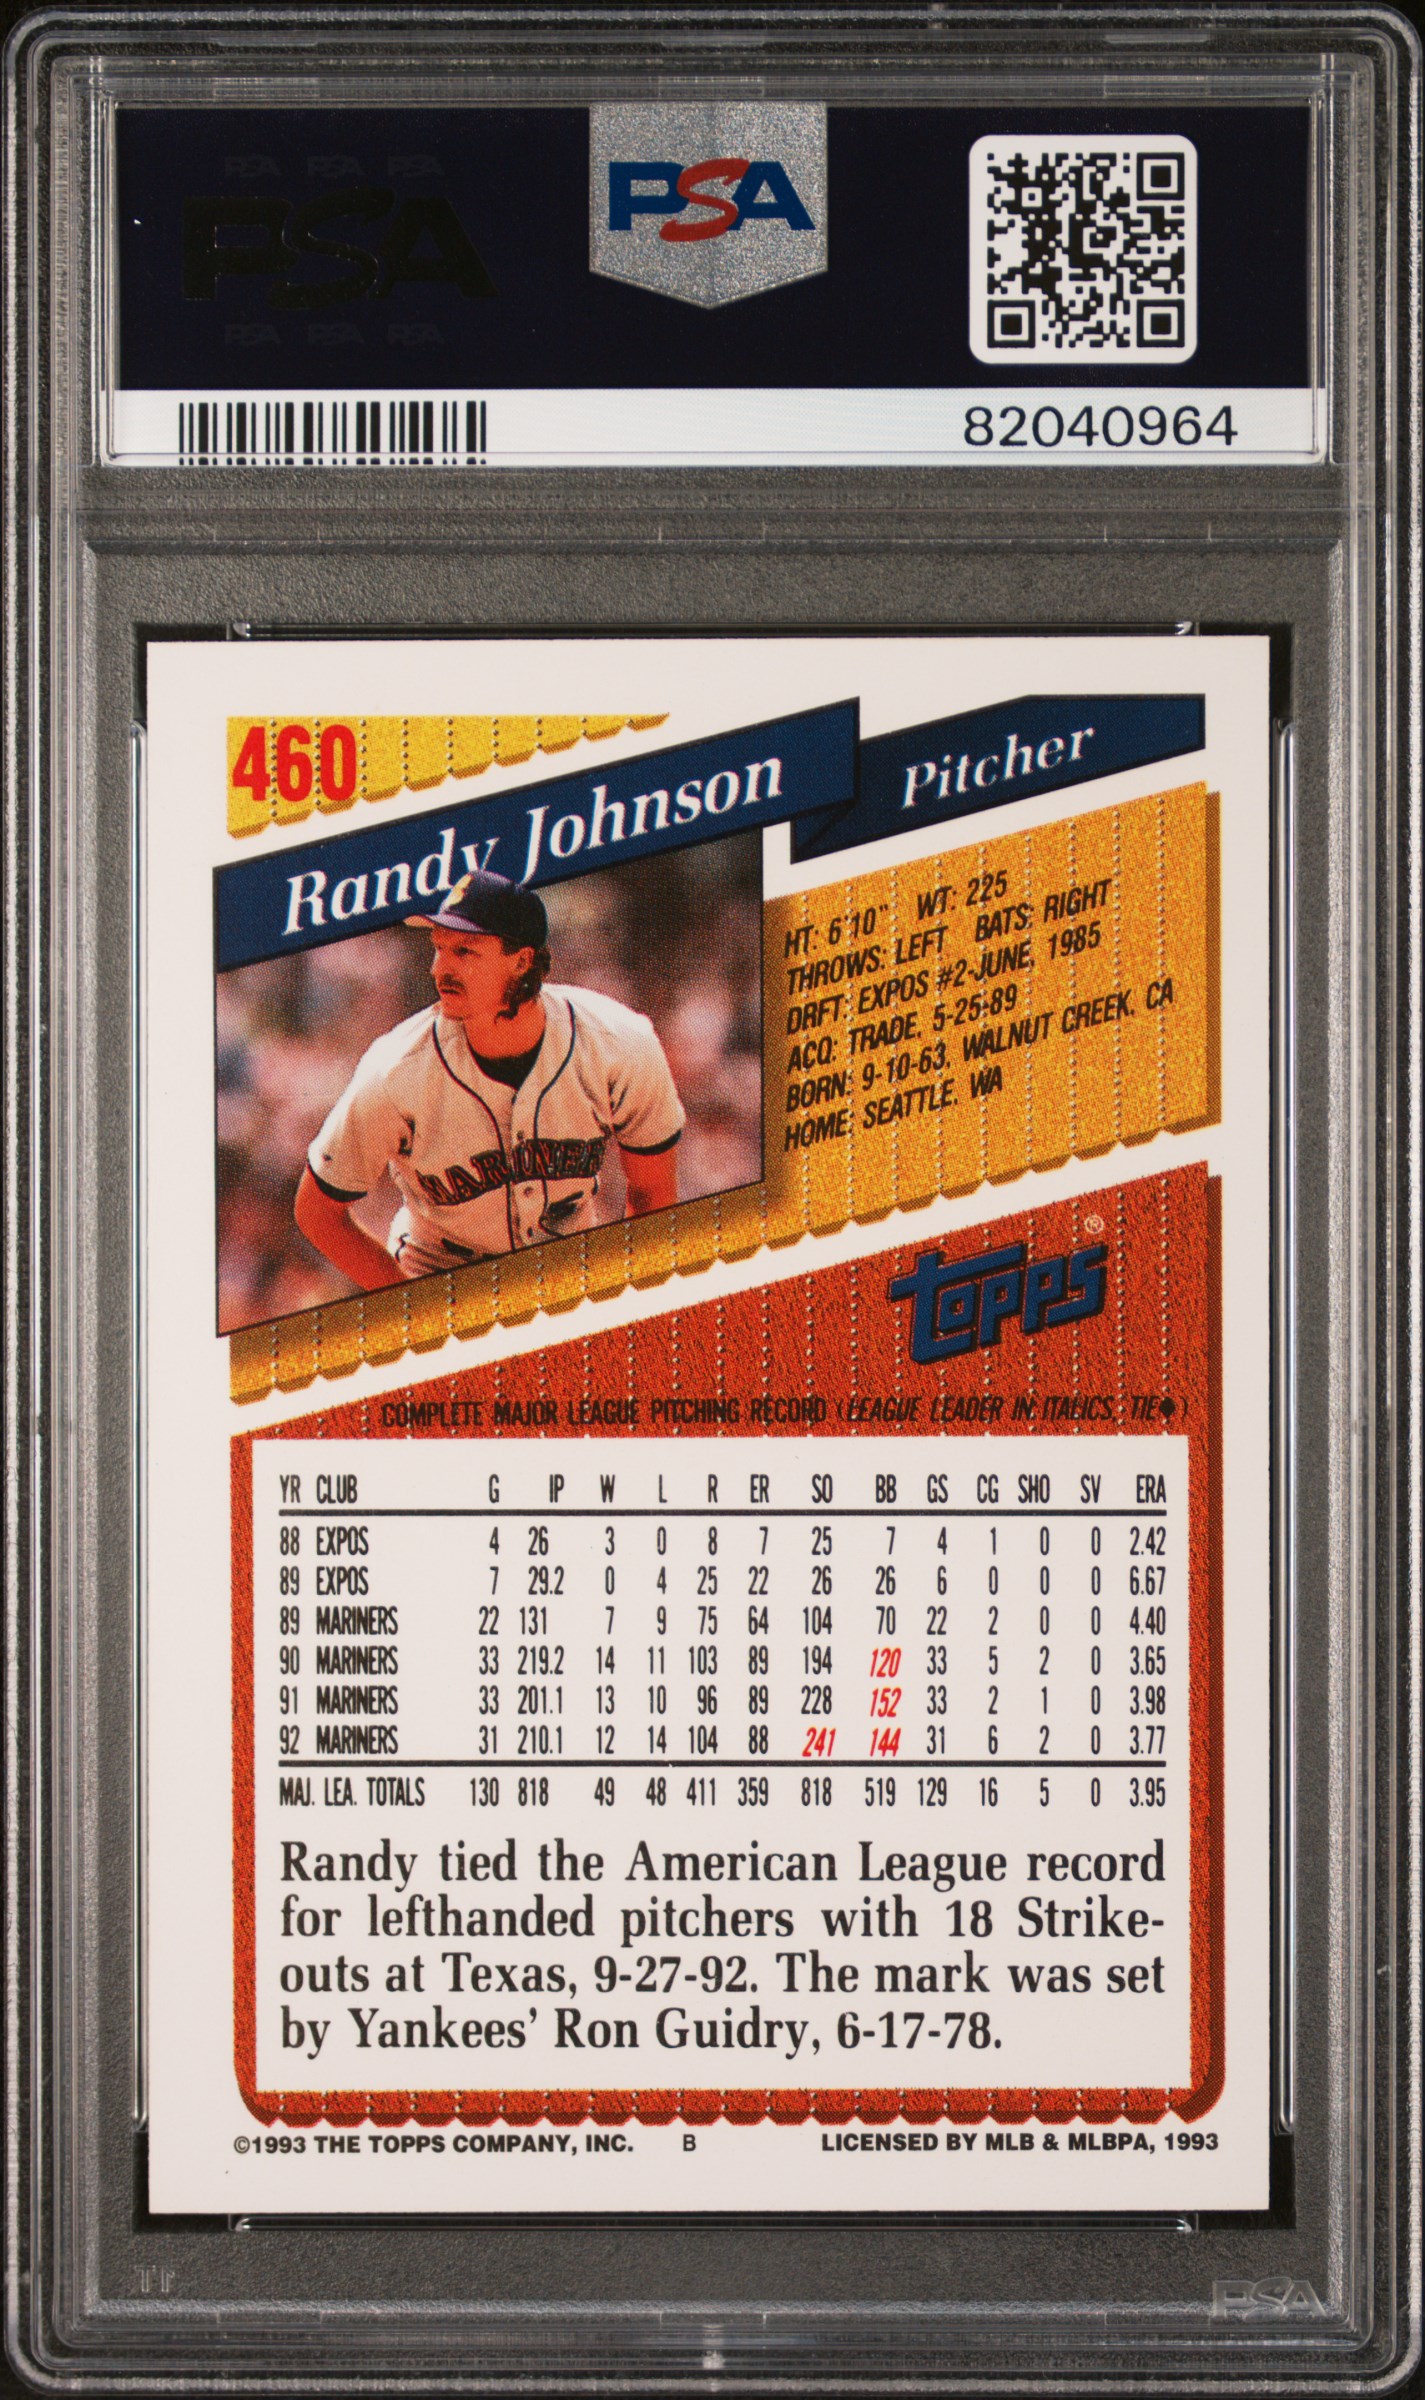 PSA PSA PSA
PSA
PSA PSA PSA
PSA
82040964
460
Randy Johnson
Pitcher
HT: 6'10" WT: 225
THROWS: LEFT BATS: RIGHT
DRFT: EXPOS #2-JUNE, 1985
ACQ: TRADE, 5-25-89
BORN: 9-10-63, WALNUT CREEK, CA
HOME: SEATTLE, WA
MARINERS
Topps®
COMPLETE MAJOR LEAGUE PITCHING RECORD (LEAGUE LEADER IN ITALICS, TIE♦)
YR CLUB G IP W L R ER SO BB GS CG SHO SV ERA
88 EXPOS 4 26 3 0 8 7 25 7 4 1 0 0 2.42
89 EXPOS 7 29.2 0 4 25 22 26 26 6 0 0 0 6.67
89 MARINERS 22 131 7 9 75 64 104 70 22 2 0 0 4.40
90 MARINERS 33 219.2 14 11 103 89 194 120 33 5 2 0 3.65
91 MARINERS 33 201.1 13 10 96 89 228 152 33 2 1 0 3.98
92 MARINERS 31 210.1 12 14 104 88 241 144 31 6 2 0 3.77
MAJ. LEA. TOTALS 130 818 49 48 411 359 818 519 129 16 5 0 3.95
Randy tied the American League record
for lefthanded pitchers with 18 Strike-
outs at Texas, 9-27-92. The mark was set
by Yankees' Ron Guidry, 6-17-78.
©1993 THE TOPPS COMPANY, INC. B LICENSED BY MLB & MLBPA, 1993
PSA